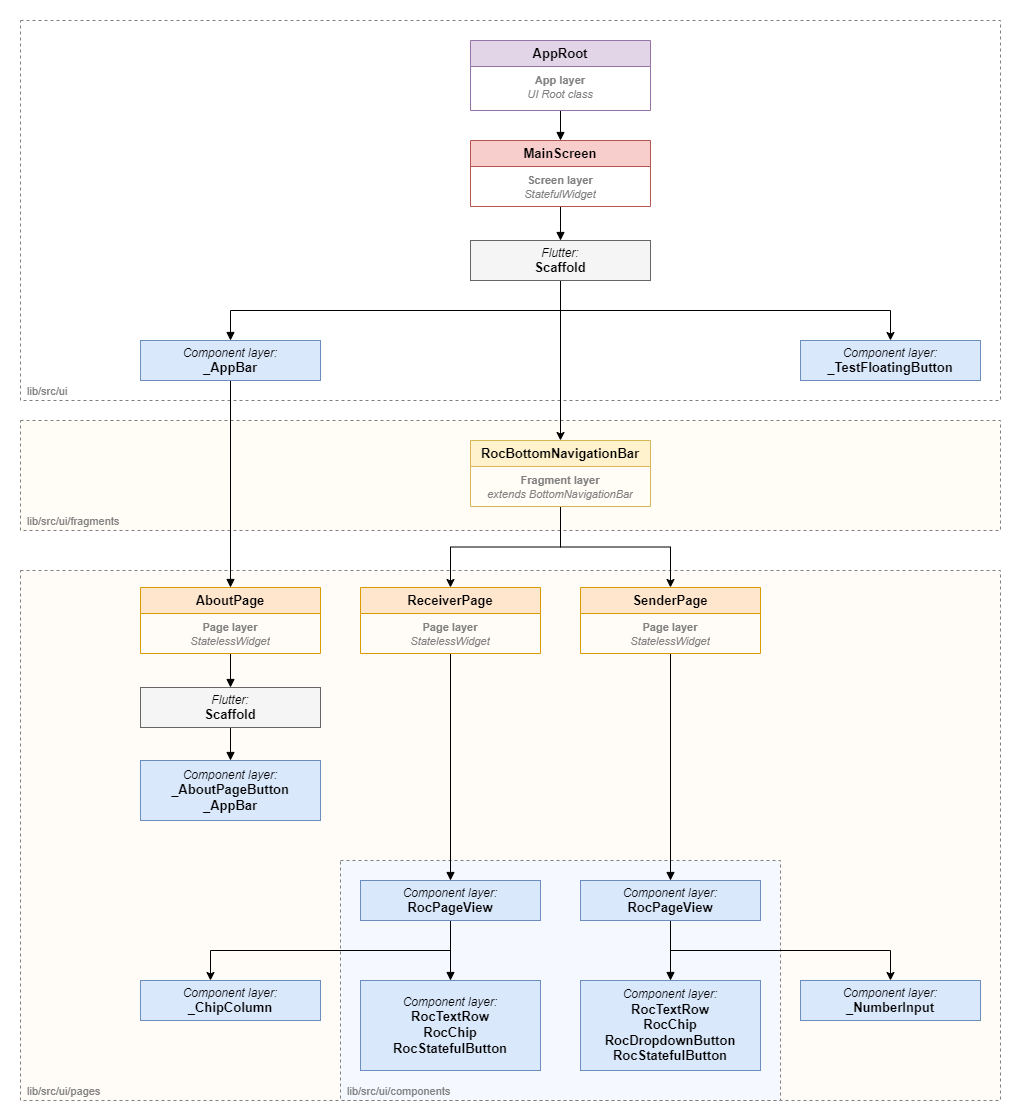 AppRoot
App layer
UI Root class
MainScreen
Screen layer
StatefulWidget
Flutter:
Scaffold
Component layer:
_AppBar
Component layer:
_TestFloatingButton
lib/src/ui
RocBottomNavigationBar
Fragment layer
extends BottomNavigationBar
lib/src/ui/fragments
AboutPage
Page layer
StatelessWidget
ReceiverPage
Page layer
StatelessWidget
SenderPage
Page layer
StatelessWidget
Flutter:
Scaffold
Component layer:
_AboutPageButton
_AppBar
Component layer:
RocPageView
Component layer:
RocPageView
Component layer:
_ChipColumn
Component layer:
RocTextRow
RocChip
RocStatefulButton
Component layer:
RocTextRow
RocChip
RocDropdownButton
RocStatefulButton
Component layer:
_NumberInput
lib/src/ui/pages
lib/src/ui/components